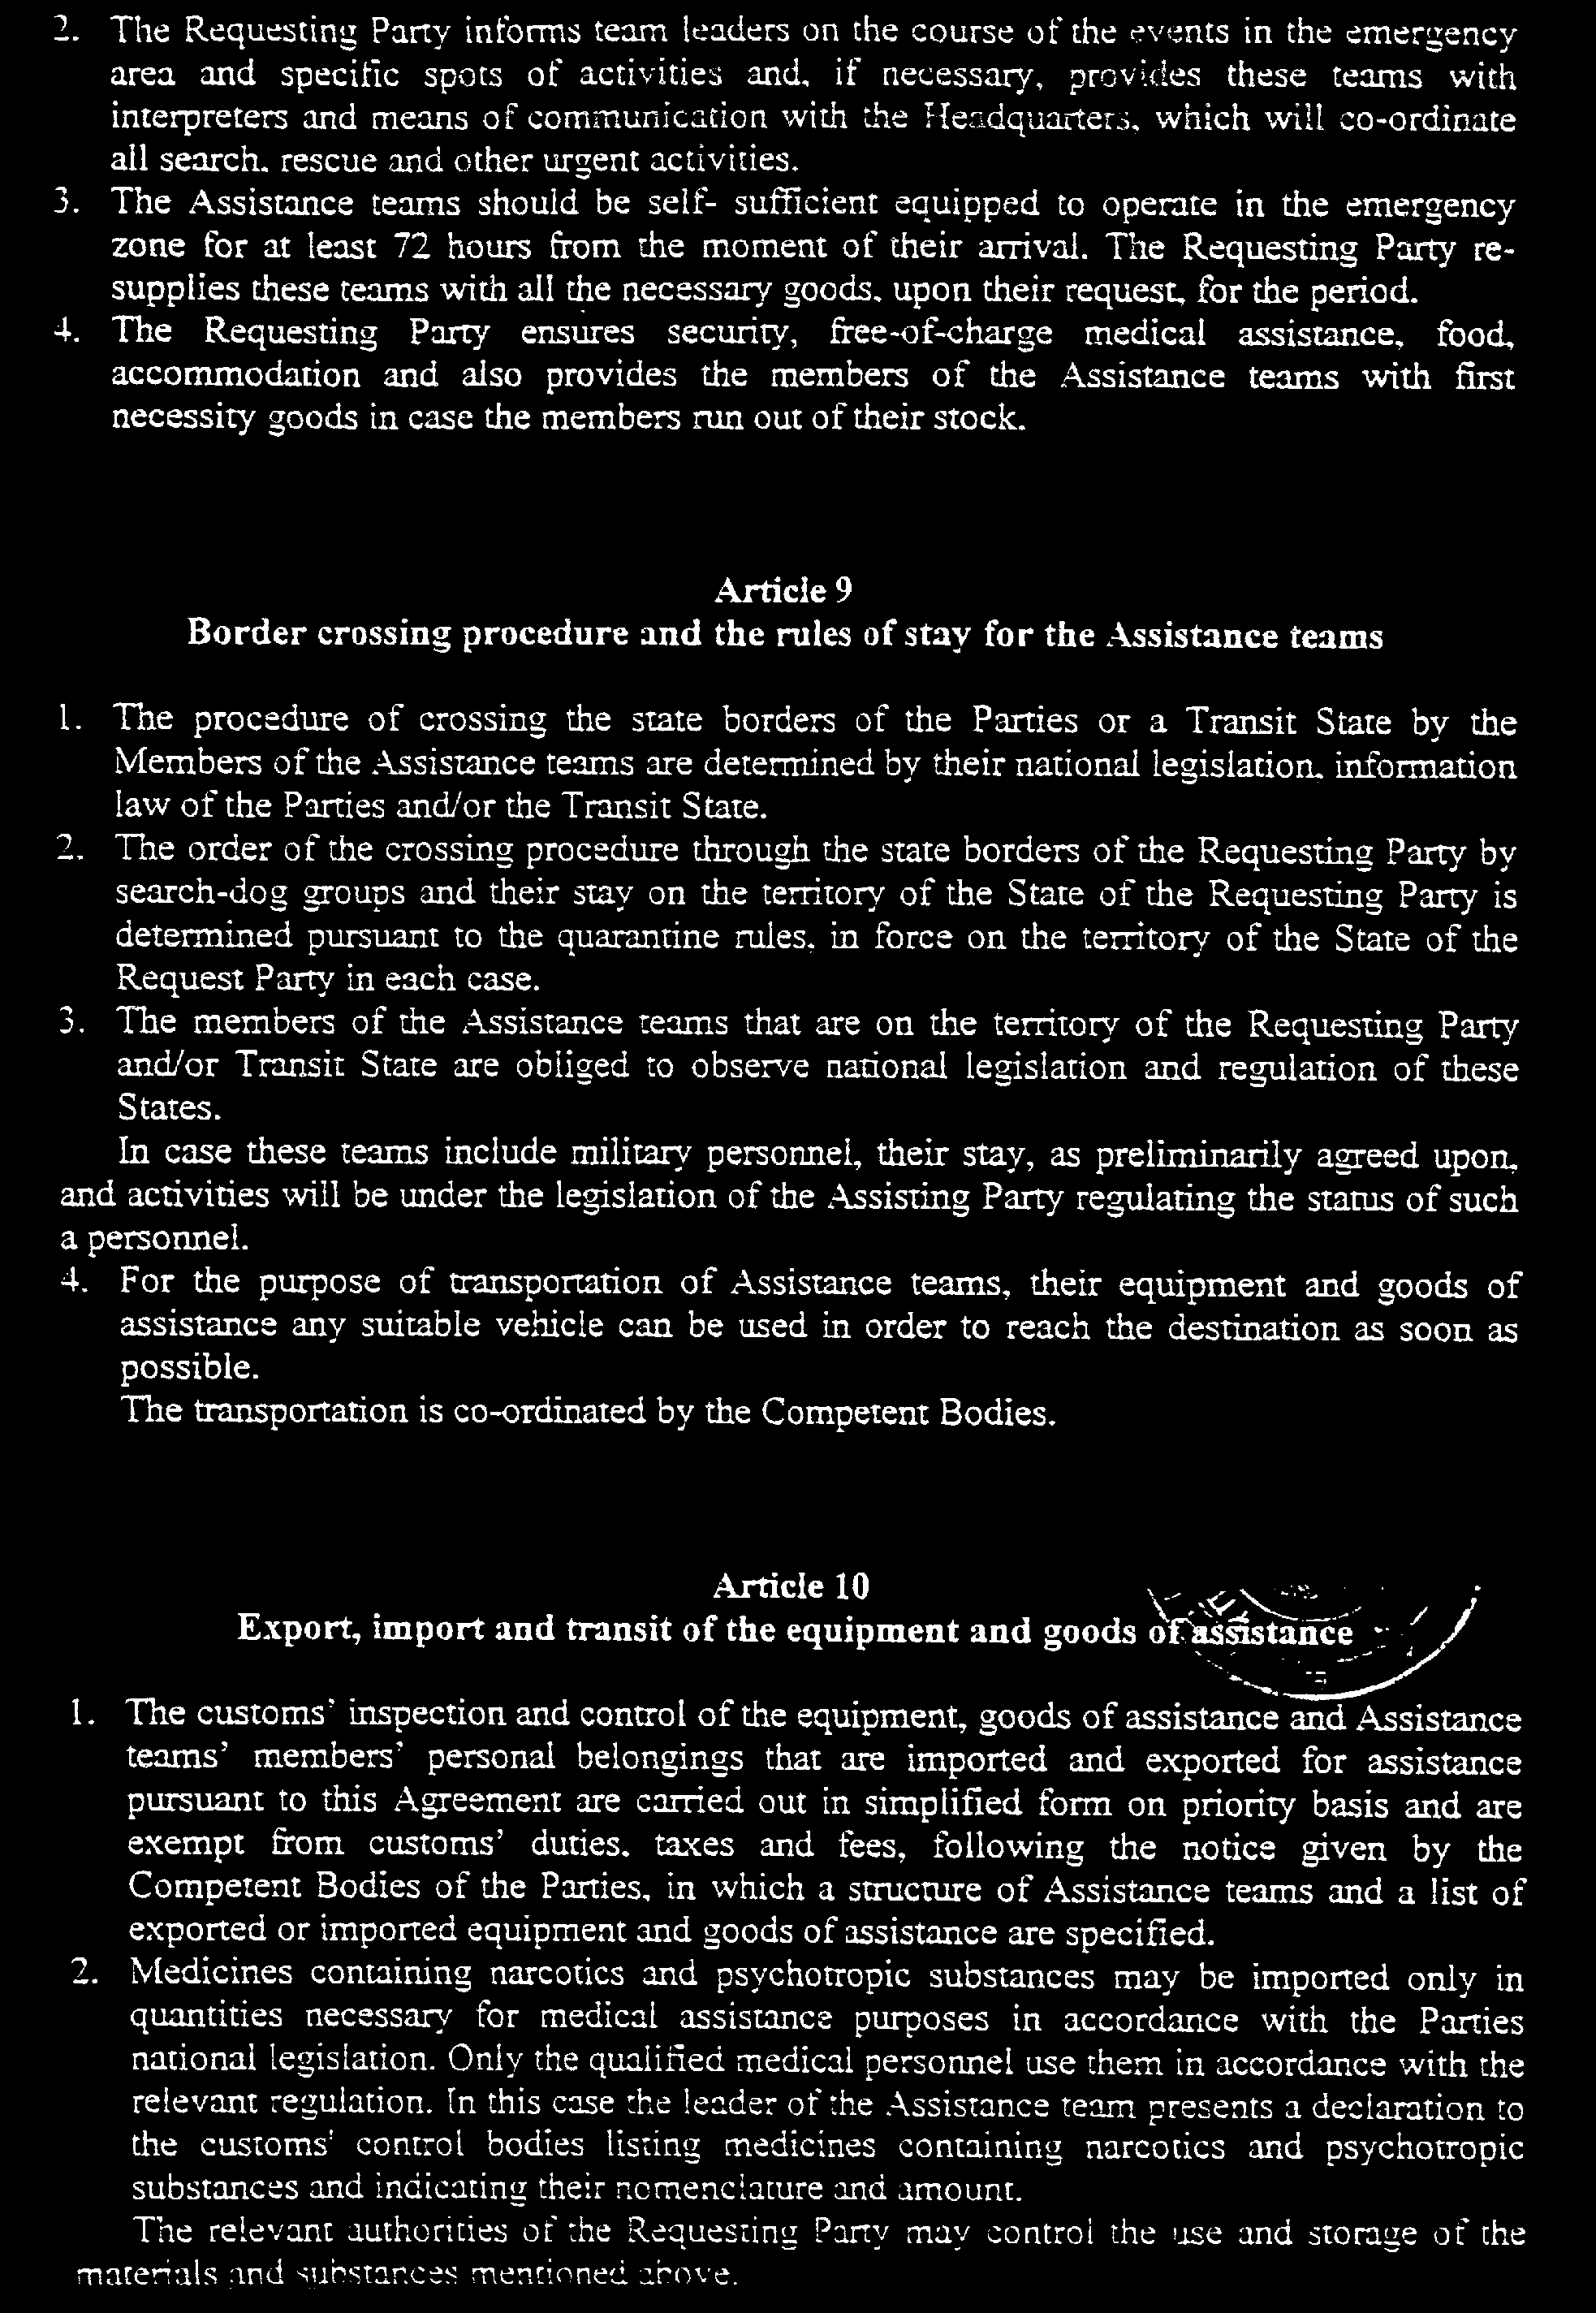 2. The Requesting Party informs team leaders on the course of the events in the emergency
area and specific spots of activities and, if necessary, provides these teams with
interpreters and means of communication with the Headquarters, which will co-ordinate
all search, rescue and other urgent activities.
3. The Assistance teams should be self- sufficient equipped to operate in the emergency
zone for at least 72 hours from the moment of their arrival. The Requesting Party re-
supplies these teams with all the necessary goods, upon their request, for the period.
4. The Requesting Party ensures security, free-of-charge medical assistance, food,
accommodation and also provides the members of the Assistance teams with first
necessity goods in case the members run out of their stock.
Article 9
Border crossing procedure and the rules of stay for the Assistance teams
1. The procedure of crossing the state borders of the Parties or a Transit State by the
Members of the Assistance teams are determined by their national legislation, information
law of the Parties and/or the Transit State.
2. The order of the crossing procedure through the state borders of the Requesting Party by
search-dog groups and their stay on the territory of the State of the Requesting Party is
determined pursuant to the quarantine rules, in force on the territory of the State of the
Request Party in each case.
3. The members of the Assistance teams that are on the territory of the Requesting Party
and/or Transit State are obliged to observe national legislation and regulation of these
States.
In case these teams include military personnel, their stay, as preliminarily agreed upon,
and activities will be under the legislation of the Assisting Party regulating the status of such
a personnel.
4. For the purpose of transportation of Assistance teams, their equipment and goods of
assistance any suitable vehicle can be used in order to reach the destination as soon as
possible.
The transportation is co-ordinated by the Competent Bodies.
Article 10
Export, import and transit of the equipment and goods of assistance
1. The customs' inspection and control of the equipment, goods of assistance and Assistance
teams' members' personal belongings that are imported and exported for assistance
pursuant to this Agreement are carried out in simplified form on priority basis and are
exempt from customs' duties, taxes and fees, following the notice given by the
Competent Bodies of the Parties, in which a structure of Assistance teams and a list of
exported or imported equipment and goods of assistance are specified.
2. Medicines containing narcotics and psychotropic substances may be imported only in
quantities necessary for medical assistance purposes in accordance with the Parties
national legislation. Only the qualified medical personnel use them in accordance with the
relevant regulation. In this case the leader of the Assistance team presents a declaration to
the customs' control bodies listing medicines containing narcotics and psychotropic
substances and indicating their nomenclature and amount.
The relevant authorities of the Requesting Party may control the use and storage of the
materials and substances mentioned above.